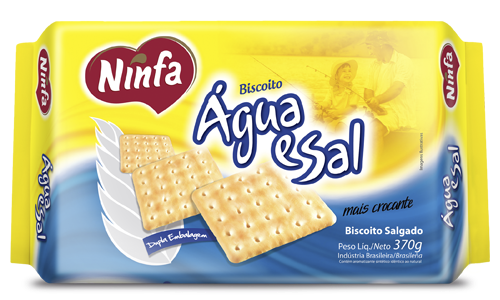 Ninfa
Biscoito
Água
e Sal
mais crocante
Dupla Embalagem
Biscoito Salgado
Peso Líq./Neto 370g
Indústria Brasileira/Brasileña
Ninfa
Água
e Sal